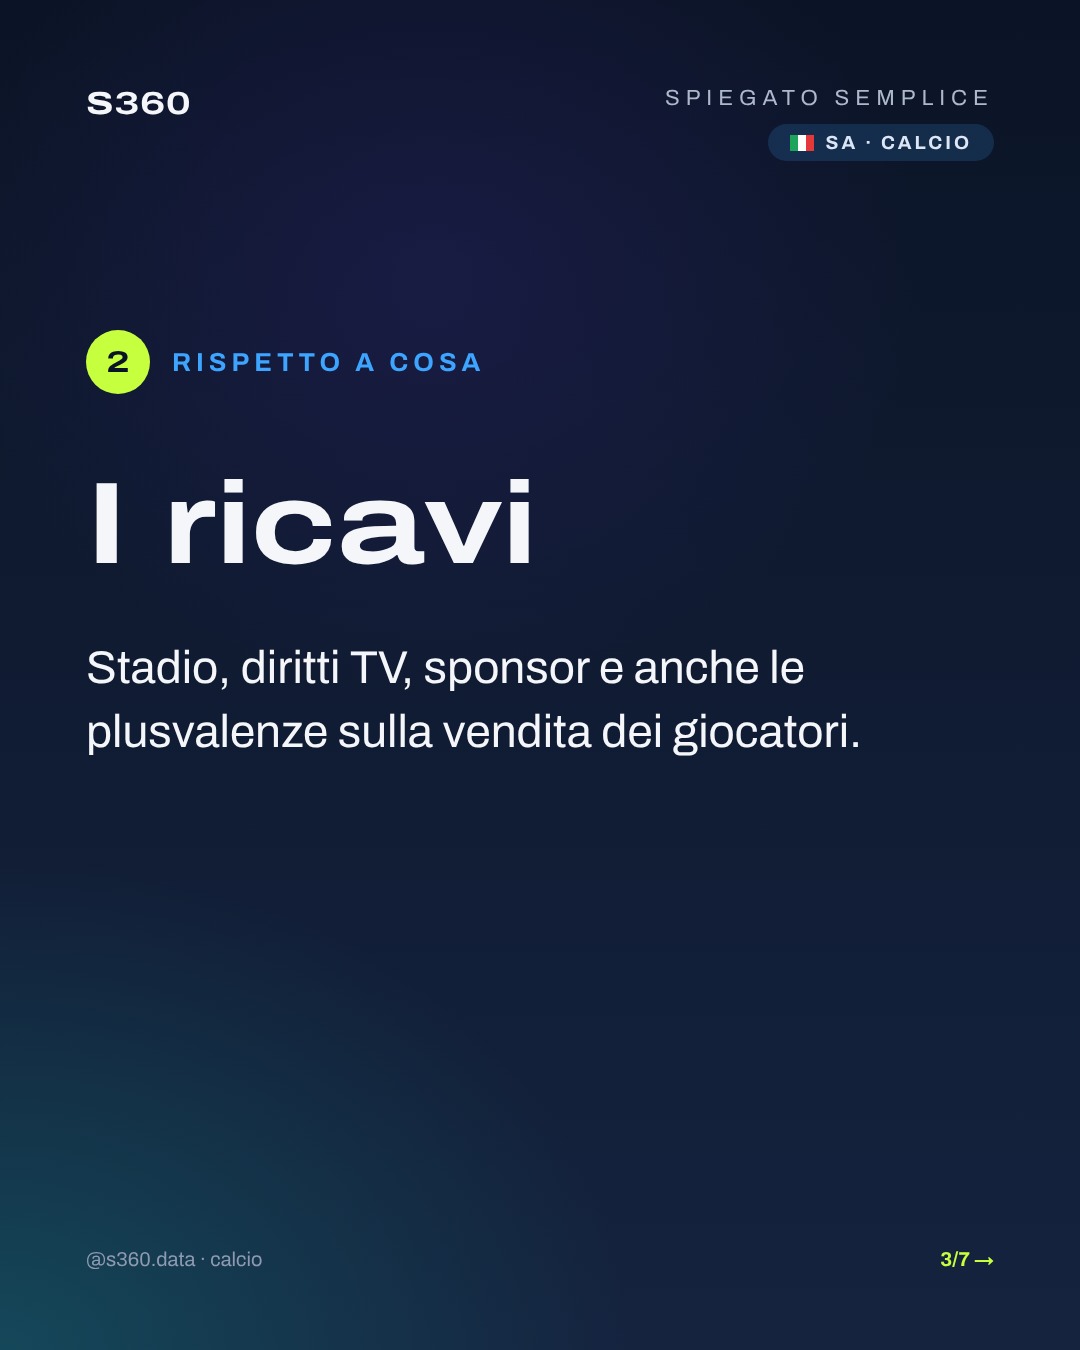 S360
SPIEGATO SEMPLICE
SA · CALCIO
2
RISPETTO A COSA
I ricavi
Stadio, diritti TV, sponsor e anche le
plusvalenze sulla vendita dei giocatori.
@s360.data · calcio
3/7 →